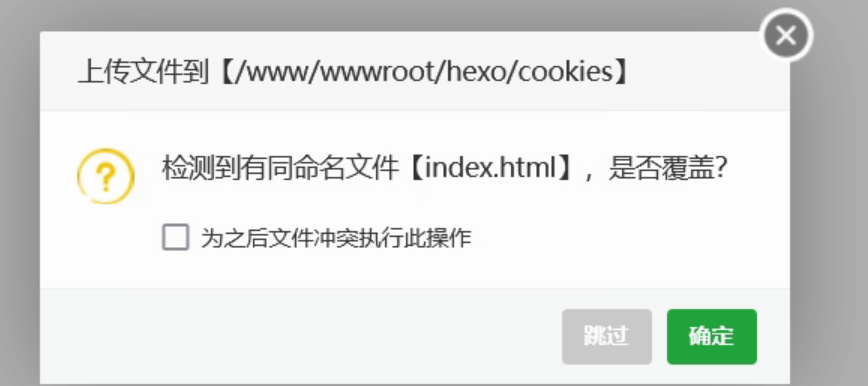 上传文件到【/www/wwwroot/hexo/cookies】
检测到有同命名文件【index.html】，是否覆盖？
为之后文件冲突执行此操作
跳过
确定